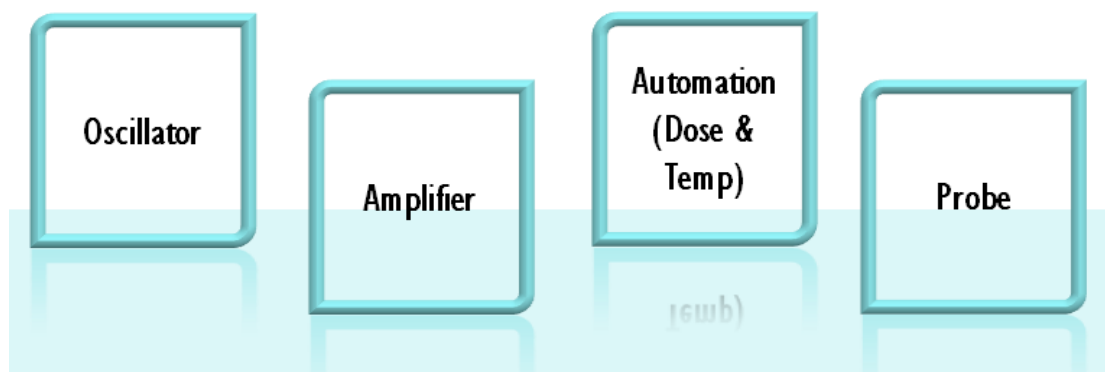 Oscillator
Amplifier
Automation
(Dose &
Temp)
Probe